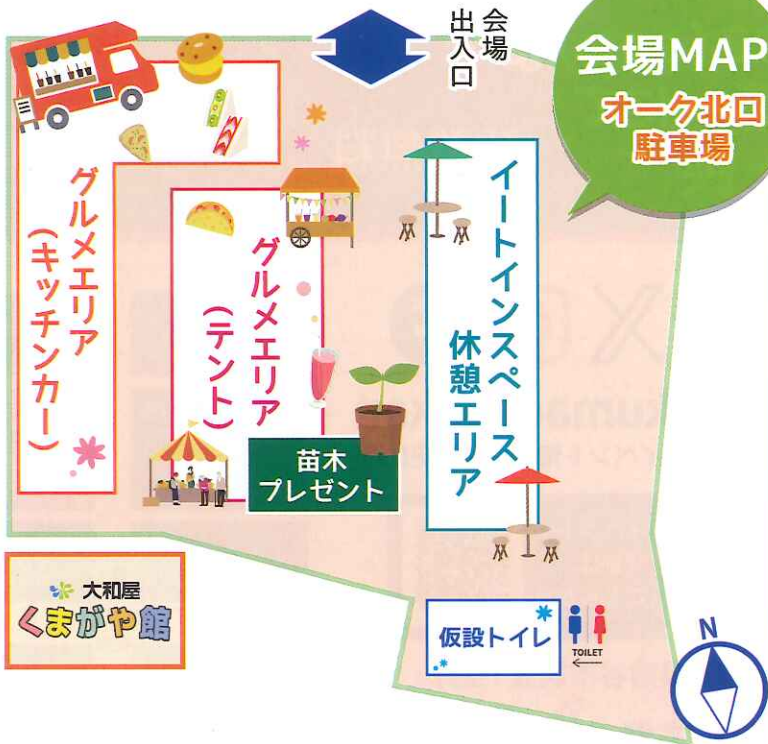 会場
出入口
会場MAP
オーク北口
駐車場
グルメエリア
(キッチンカー)
グルメエリア
(テント)
イートインスペース
休憩エリア
苗木
プレゼント
大和屋
くまがや館
仮設トイレ
TOILET
N